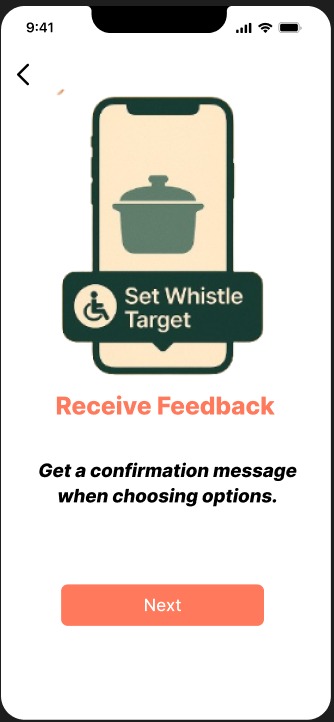 9:41
Set Whistle
Target
Receive Feedback
Get a confirmation message
when choosing options.
Next